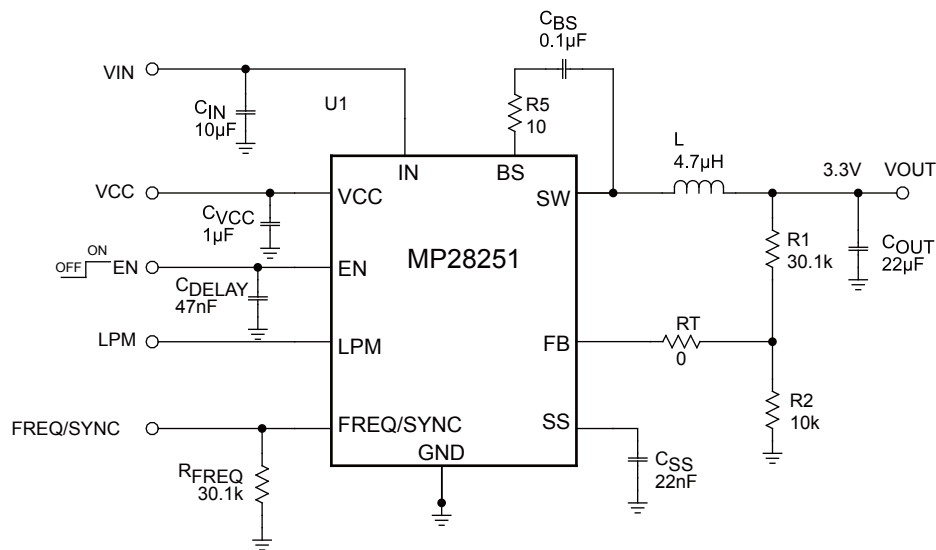 CBS
0.1µF
VIN
CIN
10µF
U1
R5
10
L
4.7µH
3.3V
VOUT
IN
BS
VCC
VCC
SW
CVCC
1µF
R1
30.1k
COUT
22µF
MP28251
ON
OFF
EN
EN
CDELAY
47nF
LPM
LPM
FB
RT
0
R2
10k
FREQ/SYNC
FREQ/SYNC
SS
GND
RFREQ
30.1k
CSS
22nF